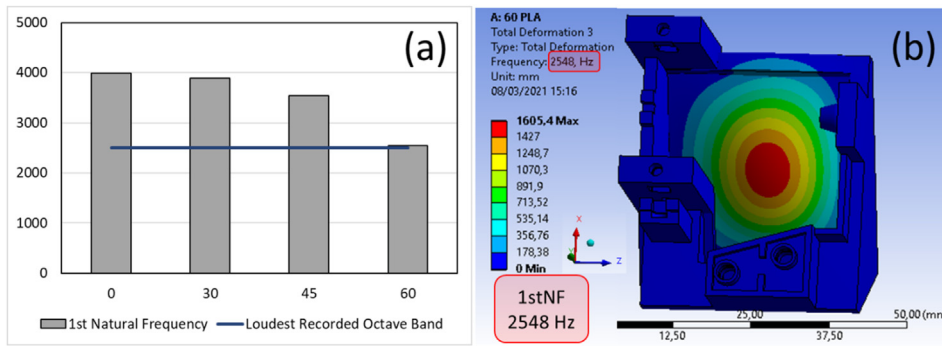 5000
4000
3000
2000
1000
0
0 30 45 60
1st Natural Frequency Loudest Recorded Octave Band
(a)
A: 60 PLA
Total Deformation 3
Type: Total Deformation
Frequency: 2548, Hz
Unit: mm
08/03/2021 15:16
1605,4 Max
1427
1248,7
1070,3
891,9
713,52
535,14
356,76
178,38
0 Min
(b)
X
Y
Z
1stNF
2548 Hz
25,00
50,00 (mm
12,50
37,50